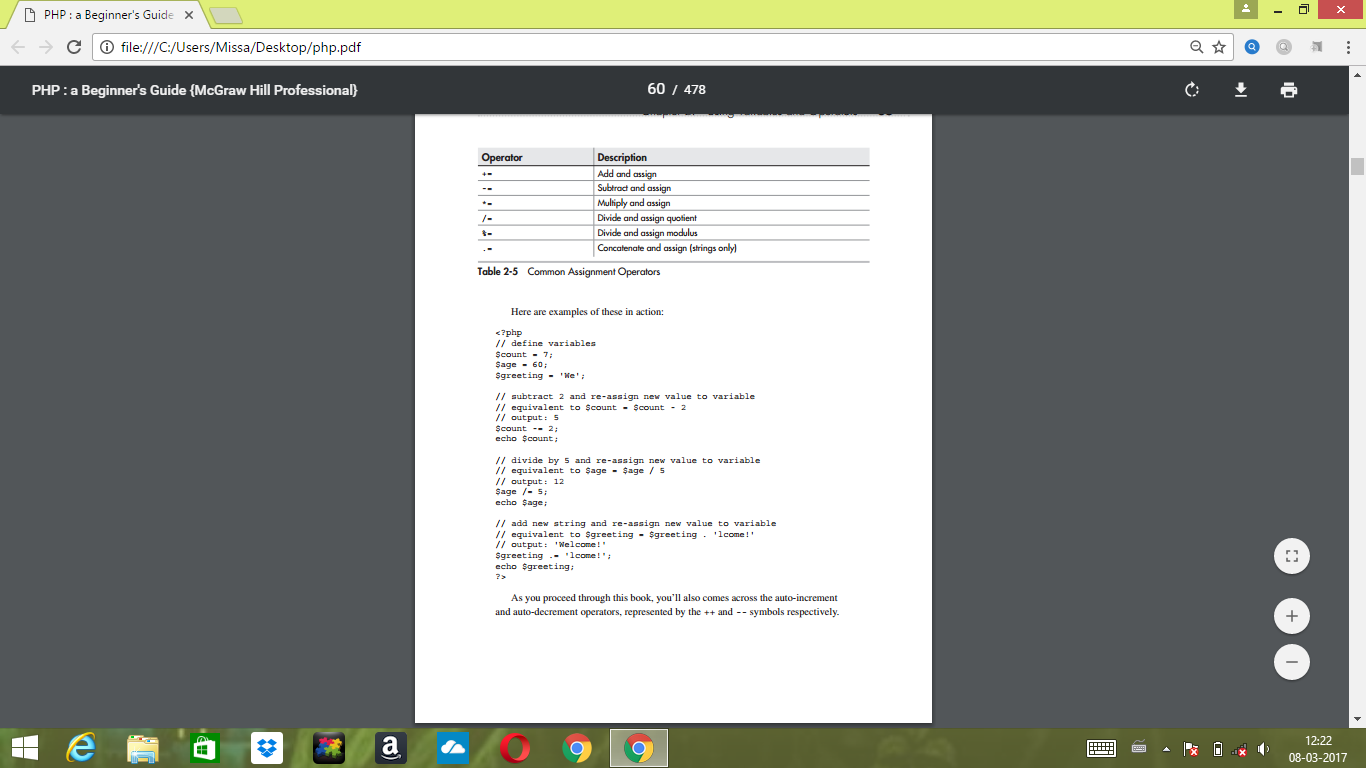 PHP : a Beginner's Guide
file:///C:/Users/Missa/Desktop/php.pdf
PHP : a Beginner's Guide {McGraw Hill Professional}
60 / 478
Operator Description
+= Add and assign
-= Subtract and assign
*= Multiply and assign
/= Divide and assign quotient
%= Divide and assign modulus
.= Concatenate and assign (strings only)
Table 2-5 Common Assignment Operators
Here are examples of these in action:
<?php
// define variables
$count = 7;
$age = 60;
$greeting = 'We';
// subtract 2 and re-assign new value to variable
// equivalent to $count = $count - 2
// output: 5
$count -= 2;
echo $count;
// divide by 5 and re-assign new value to variable
// equivalent to $age = $age / 5
// output: 12
$age /= 5;
echo $age;
// add new string and re-assign new value to variable
// equivalent to $greeting = $greeting . 'lcome!'
// output: 'Welcome!'
$greeting .= 'lcome!';
echo $greeting;
?>
As you proceed through this book, you'll also comes across the auto-increment
and auto-decrement operators, represented by the ++ and -- symbols respectively.
a
12:22
08-03-2017